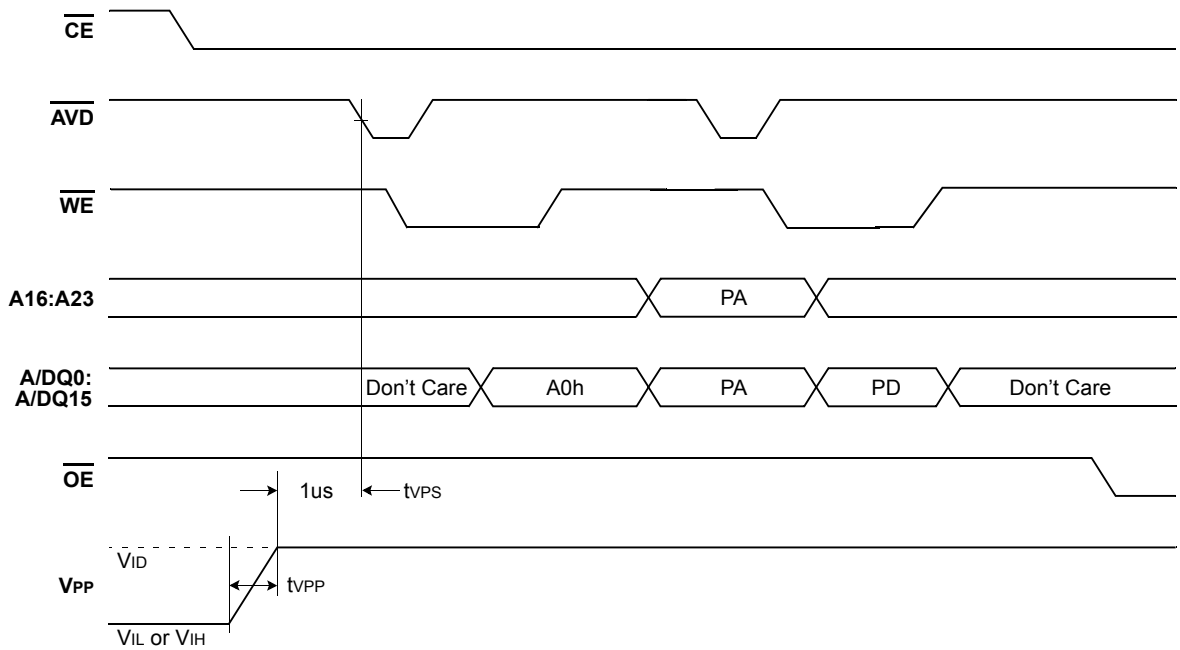 CE
AVD
WE
A16:A23 PA
A/DQ0:
A/DQ15 Don't Care A0h PA PD Don't Care
OE
1us tVPS
VID
VPP tVPP
VIL or VIH